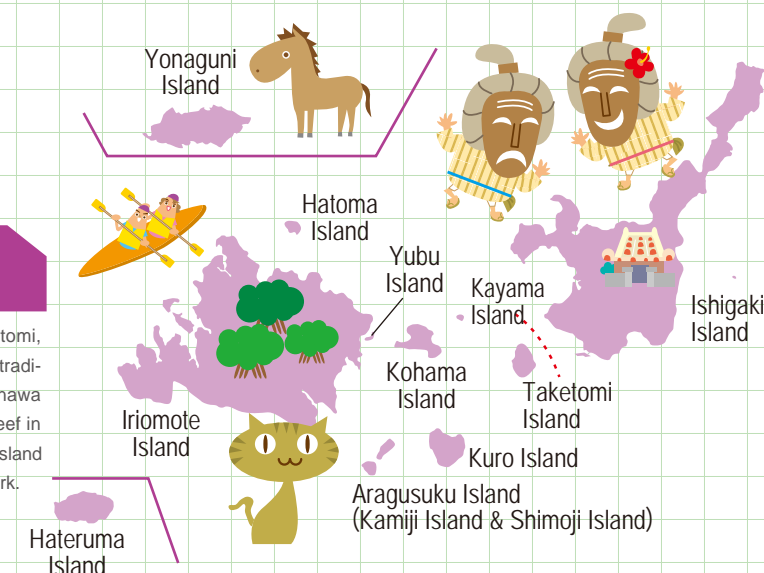 Yonaguni
Island
Hatoma
Island
Yubu
Island
Kayama
Island
Ishigaki
Island
Kohama
Island
Taketomi
Island
Iriomote
Island
Kuro Island
Aragusuku Island
(Kamiji Island & Shimoji Island)
Hateruma
Island
tomi,
tradi-
nawa
eef in
sland
rk.